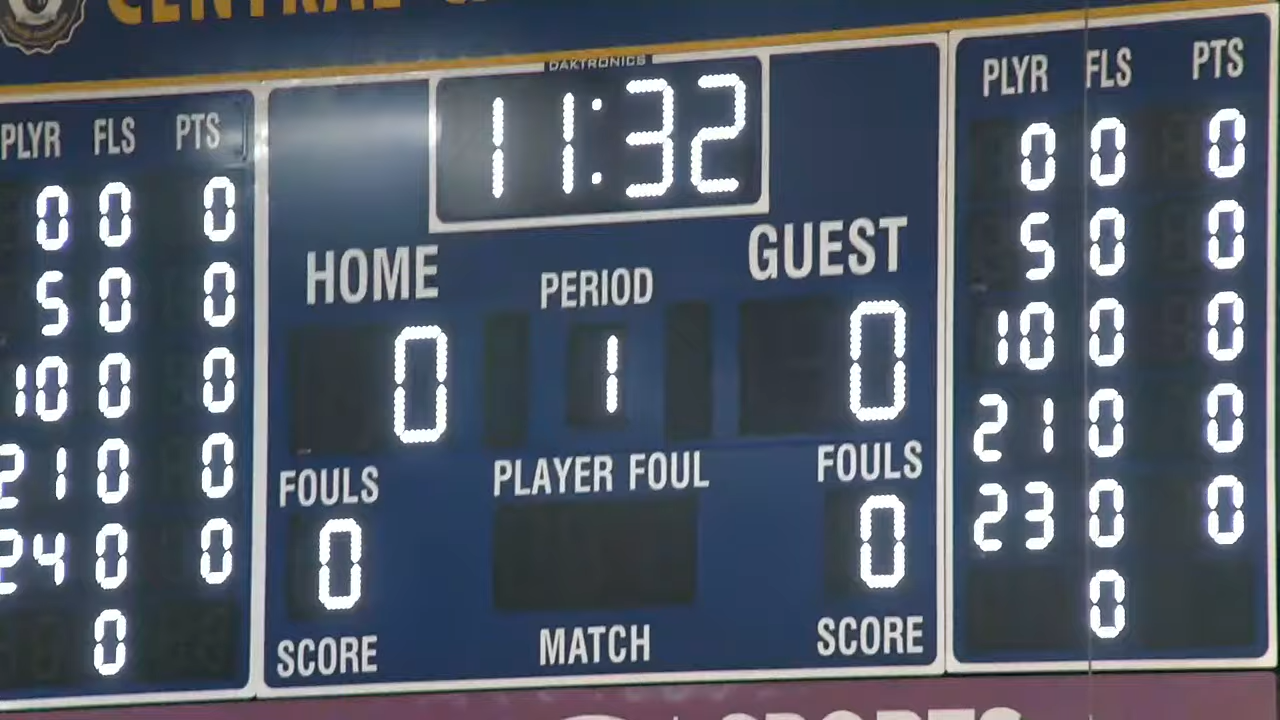 CENTRAL
DAKTRONICS
11:32
PLYR FLS PTS
0 0 0
5 0 0
10 0 0
21 0 0
24 0 0
0
HOME PERIOD GUEST
0 1 0
FOULS PLAYER FOUL FOULS
0 0
SCORE MATCH SCORE
PLYR FLS PTS
0 0 0
5 0 0
10 0 0
21 0 0
23 0 0
0
SPORTS